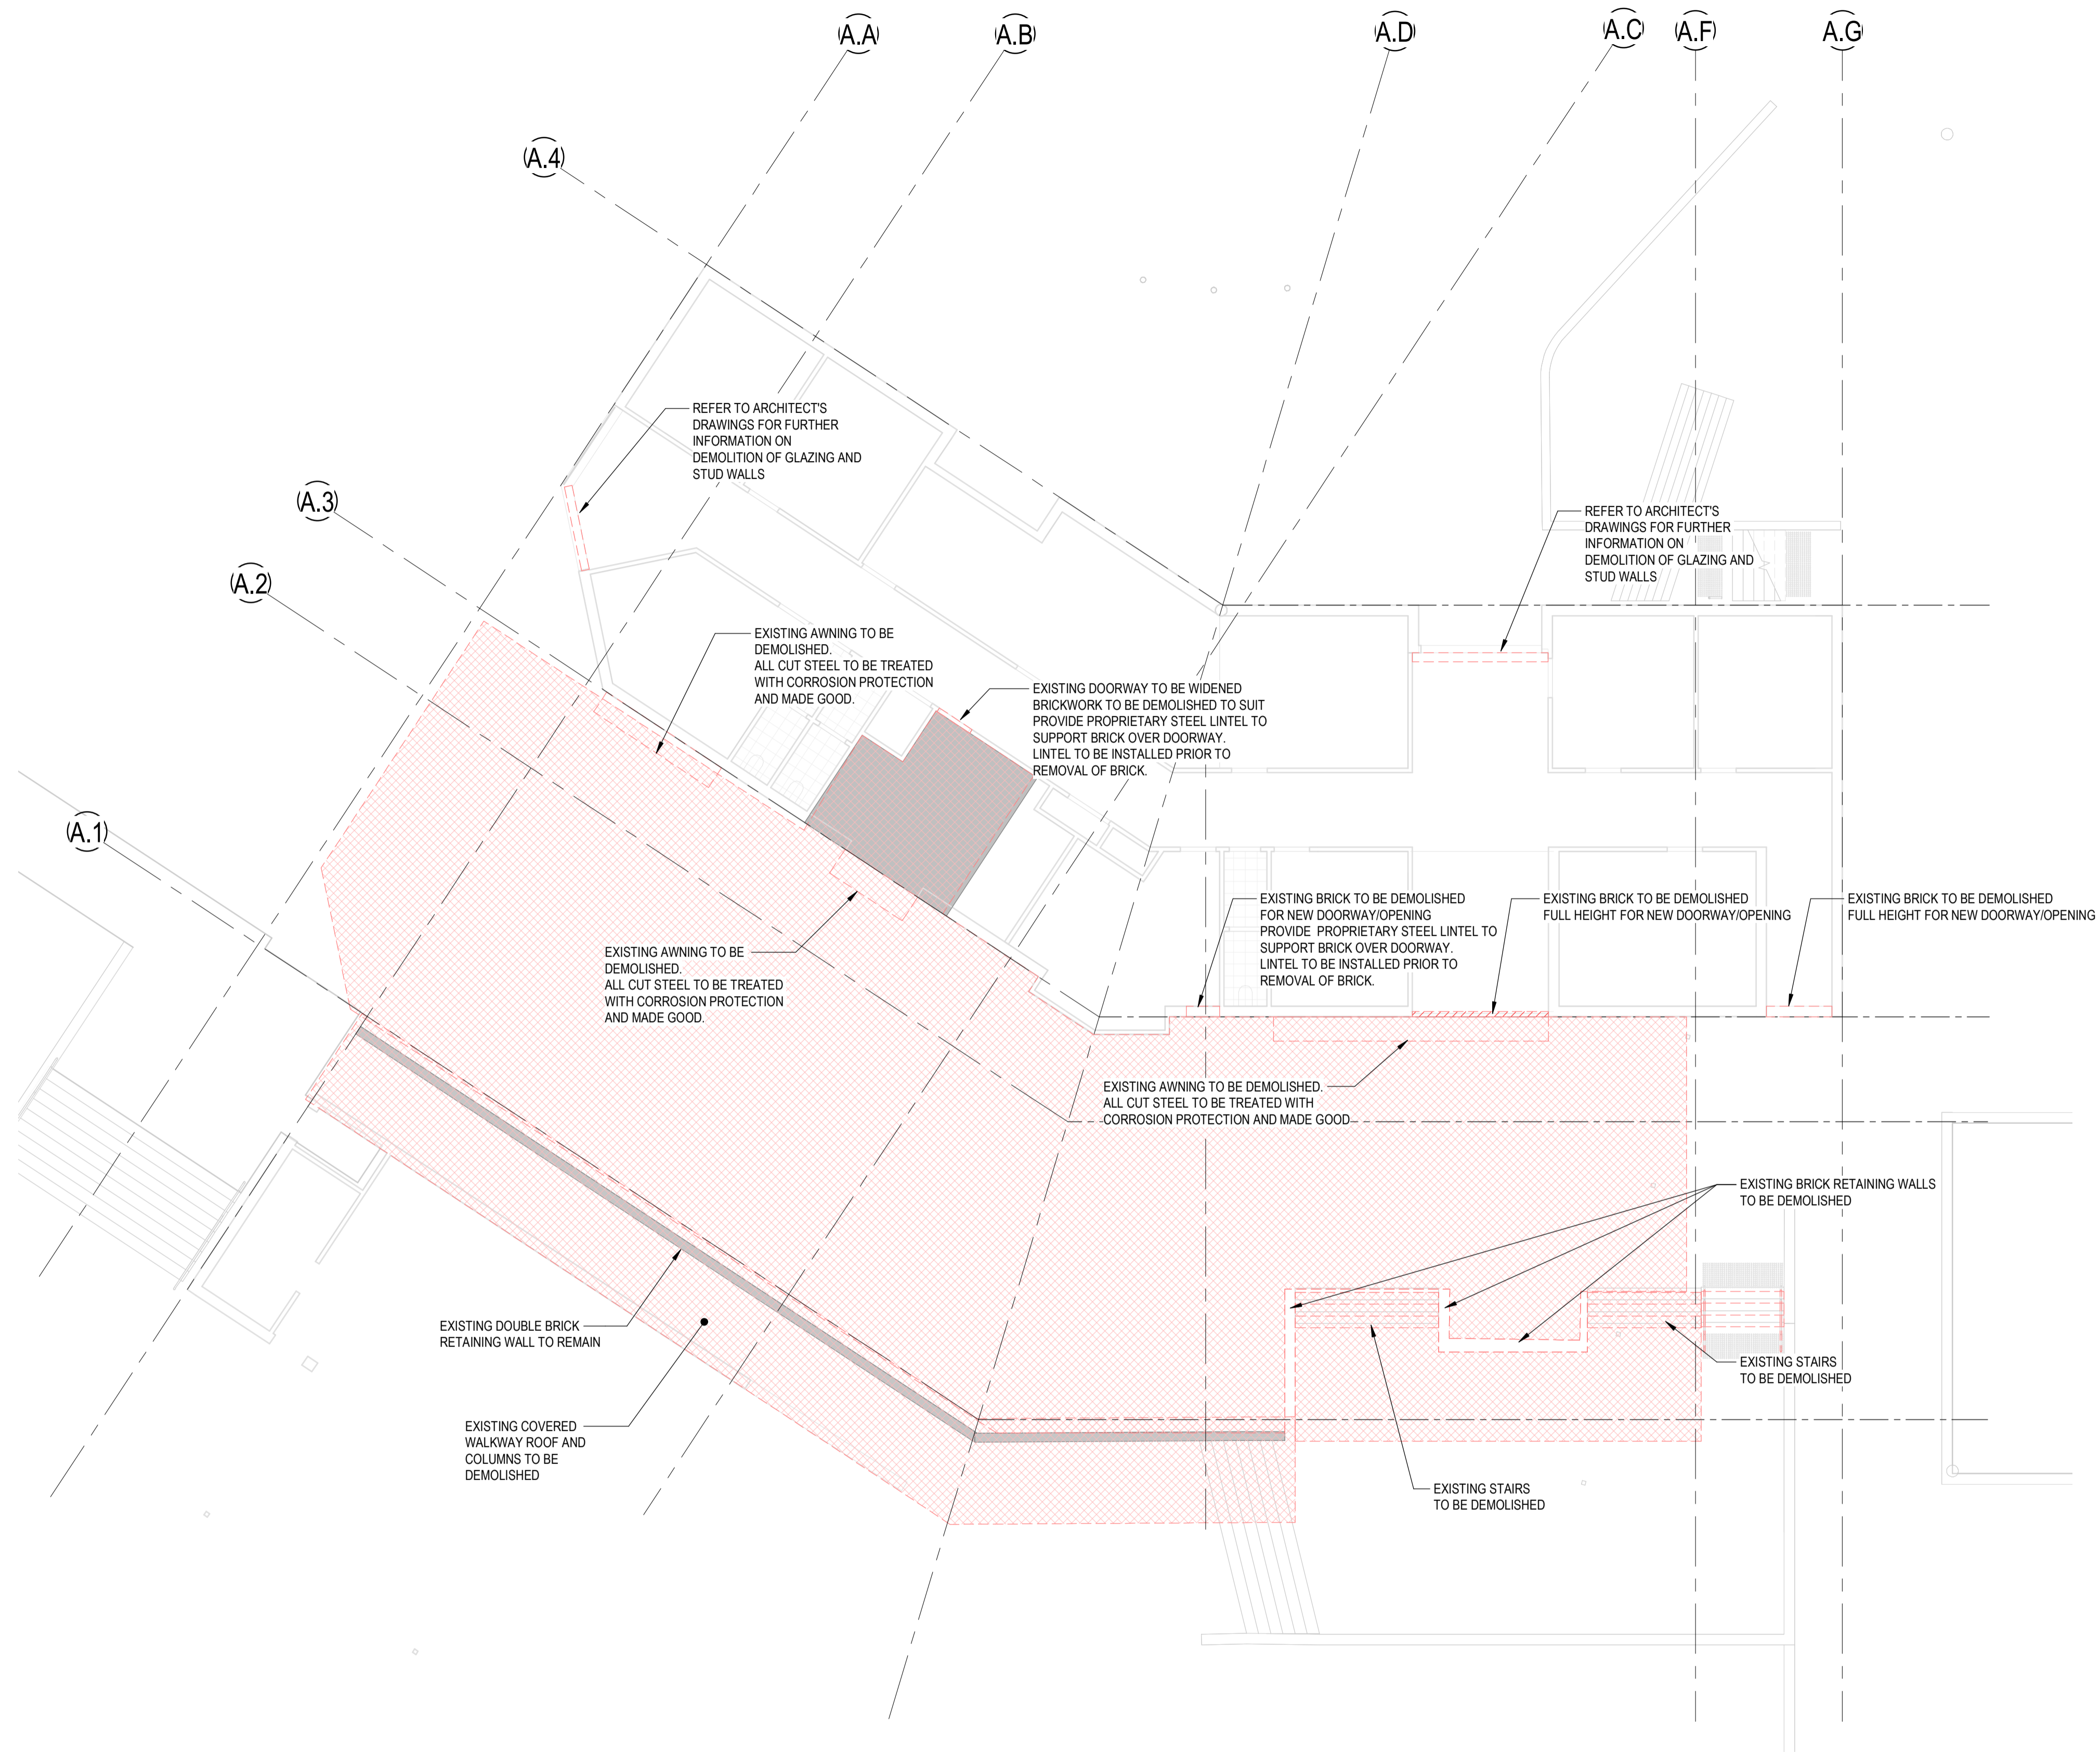 A.A
A.B
A.D
A.C
A.F
A.G
A.4
A.3
A.2
A.1
REFER TO ARCHITECT'S
DRAWINGS FOR FURTHER
INFORMATION ON
DEMOLITION OF GLAZING AND
STUD WALLS
REFER TO ARCHITECT'S
DRAWINGS FOR FURTHER
INFORMATION ON
DEMOLITION OF GLAZING AND
STUD WALLS
EXISTING AWNING TO BE
DEMOLISHED.
ALL CUT STEEL TO BE TREATED
WITH CORROSION PROTECTION
AND MADE GOOD.
EXISTING DOORWAY TO BE WIDENED
BRICKWORK TO BE DEMOLISHED TO SUIT
PROVIDE PROPRIETARY STEEL LINTEL TO
SUPPORT BRICK OVER DOORWAY.
LINTEL TO BE INSTALLED PRIOR TO
REMOVAL OF BRICK.
EXISTING BRICK TO BE DEMOLISHED
FOR NEW DOORWAY/OPENING
PROVIDE PROPRIETARY STEEL LINTEL TO
SUPPORT BRICK OVER DOORWAY.
LINTEL TO BE INSTALLED PRIOR TO
REMOVAL OF BRICK.
EXISTING BRICK TO BE DEMOLISHED
FULL HEIGHT FOR NEW DOORWAY/OPENING
EXISTING BRICK TO BE DEMOLISHED
FULL HEIGHT FOR NEW DOORWAY/OPENING
EXISTING AWNING TO BE
DEMOLISHED.
ALL CUT STEEL TO BE TREATED
WITH CORROSION PROTECTION
AND MADE GOOD.
EXISTING AWNING TO BE DEMOLISHED.
ALL CUT STEEL TO BE TREATED WITH
CORROSION PROTECTION AND MADE GOOD
EXISTING BRICK RETAINING WALLS
TO BE DEMOLISHED
EXISTING DOUBLE BRICK
RETAINING WALL TO REMAIN
EXISTING STAIRS
TO BE DEMOLISHED
EXISTING COVERED
WALKWAY ROOF AND
COLUMNS TO BE
DEMOLISHED
EXISTING STAIRS
TO BE DEMOLISHED